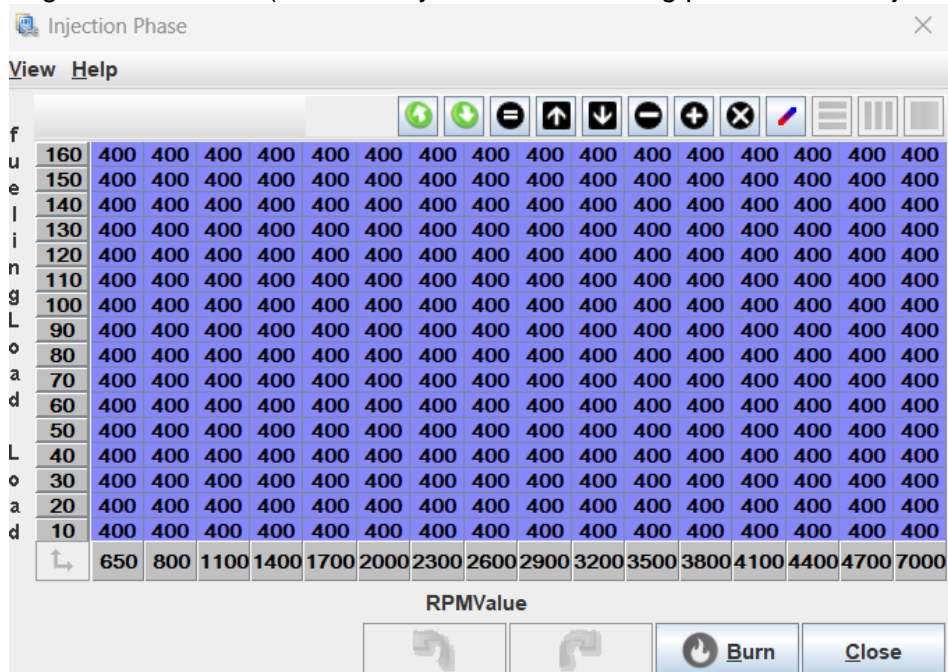 Injection Phase
View Help
fuelingLoad Load
160 400 400 400 400 400 400 400 400 400 400 400 400 400 400 400 400
150 400 400 400 400 400 400 400 400 400 400 400 400 400 400 400 400
140 400 400 400 400 400 400 400 400 400 400 400 400 400 400 400 400
130 400 400 400 400 400 400 400 400 400 400 400 400 400 400 400 400
120 400 400 400 400 400 400 400 400 400 400 400 400 400 400 400 400
110 400 400 400 400 400 400 400 400 400 400 400 400 400 400 400 400
100 400 400 400 400 400 400 400 400 400 400 400 400 400 400 400 400
90 400 400 400 400 400 400 400 400 400 400 400 400 400 400 400 400
80 400 400 400 400 400 400 400 400 400 400 400 400 400 400 400 400
70 400 400 400 400 400 400 400 400 400 400 400 400 400 400 400 400
60 400 400 400 400 400 400 400 400 400 400 400 400 400 400 400 400
50 400 400 400 400 400 400 400 400 400 400 400 400 400 400 400 400
40 400 400 400 400 400 400 400 400 400 400 400 400 400 400 400 400
30 400 400 400 400 400 400 400 400 400 400 400 400 400 400 400 400
20 400 400 400 400 400 400 400 400 400 400 400 400 400 400 400 400
10 400 400 400 400 400 400 400 400 400 400 400 400 400 400 400 400
650 800 1100 1400 1700 2000 2300 2600 2900 3200 3500 3800 4100 4400 4700 7000
RPMValue
Burn Close